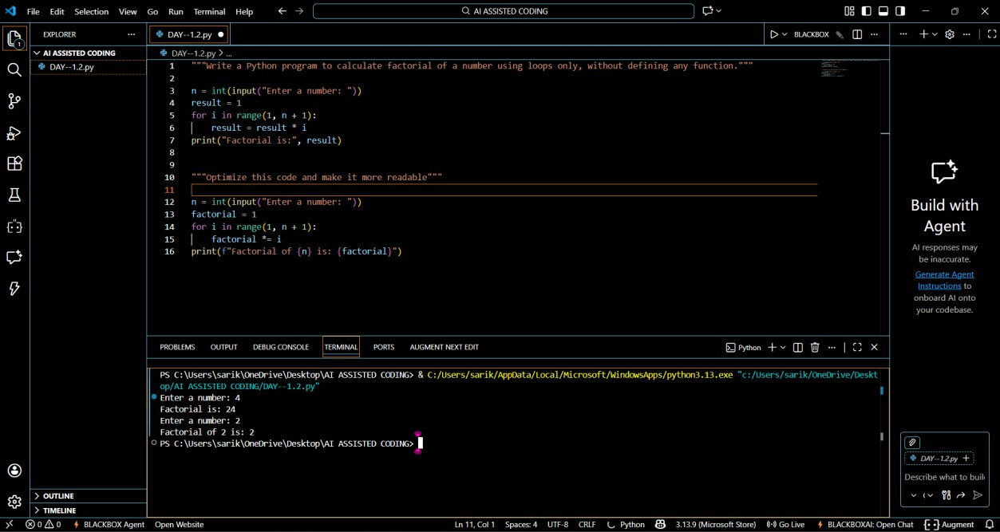 File Edit Selection View Go Run Terminal Help
AI ASSISTED CODING
EXPLORER
AI ASSISTED CODING
DAY--1.2.py
OUTLINE
TIMELINE
DAY--1.2.py
BLACKBOX
DAY--1.2.py > ...
1 """Write a Python program to calculate factorial of a number using loops only, without defining any function."""
2
3 n = int(input("Enter a number: "))
4 result = 1
5 for i in range(1, n + 1):
6     result = result * i
7 print("Factorial is:", result)
8
9
10 """Optimize this code and make it more readable"""
11
12 n = int(input("Enter a number: "))
13 factorial = 1
14 for i in range(1, n + 1):
15     factorial *= i
16 print(f"Factorial of {n} is: {factorial}")
PROBLEMS OUTPUT DEBUG CONSOLE TERMINAL PORTS AUGMENT NEXT EDIT
Python
PS C:\Users\sarik\OneDrive\Desktop\AI ASSISTED CODING> & C:/Users/sarik/AppData/Local/Microsoft/WindowsApps/python3.13.exe "c:/Users/sarik/OneDrive/Deskt
op/AI ASSISTED CODING/DAY--1.2.py"
Enter a number: 4
Factorial is: 24
Enter a number: 2
Factorial of 2 is: 2
PS C:\Users\sarik\OneDrive\Desktop\AI ASSISTED CODING>
Build with
Agent
AI responses may
be inaccurate.
Generate Agent
Instructions to
onboard AI onto
your codebase.
DAY--1.2.py
Describe what to buil
0 0 BLACKBOX Agent Open Website Ln 11, Col 1 Spaces: 4 UTF-8 CRLF Python 3.13.9 (Microsoft Store) Go Live BLACKBOXAI: Open Chat Augment